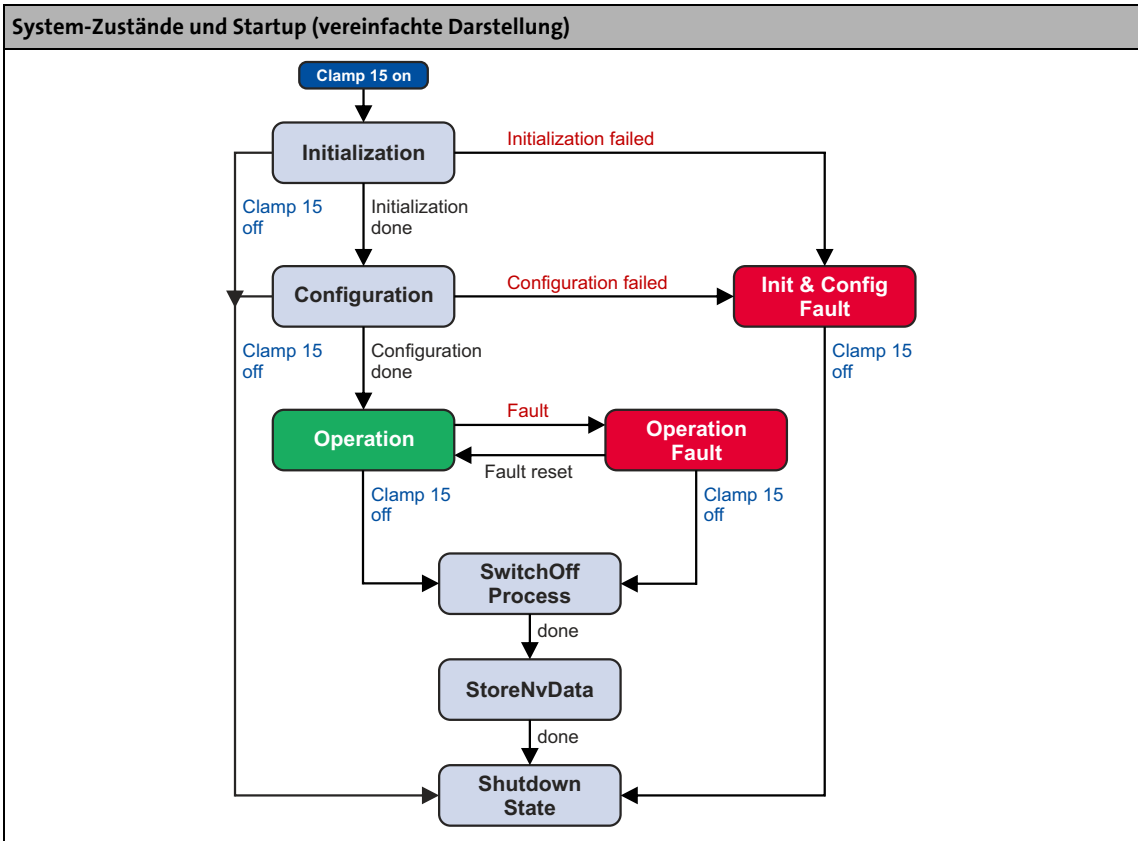 System-Zustände und Startup (vereinfachte Darstellung)
Clamp 15 on
Initialization
Initialization failed
Clamp 15
off
Initialization
done
Configuration
Configuration failed
Init & Config
Fault
Clamp 15
off
Configuration
done
Clamp 15
off
Operation
Fault
Fault reset
Operation
Fault
Clamp 15
off
Clamp 15
off
SwitchOff
Process
done
StoreNvData
done
Shutdown
State